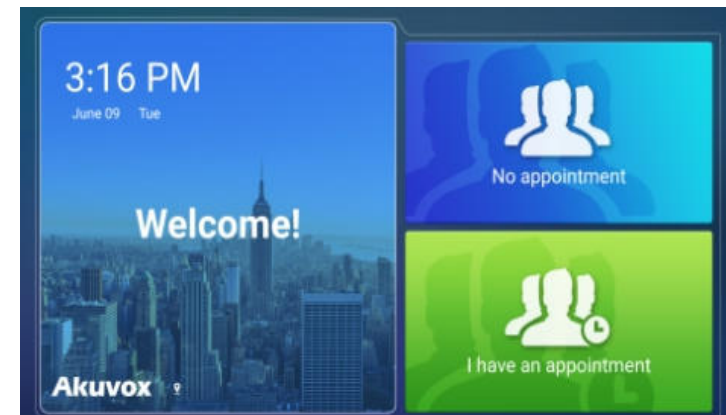 3:16 PM
June 09 Tue
Welcome!
Akuvox
No appointment
I have an appointment